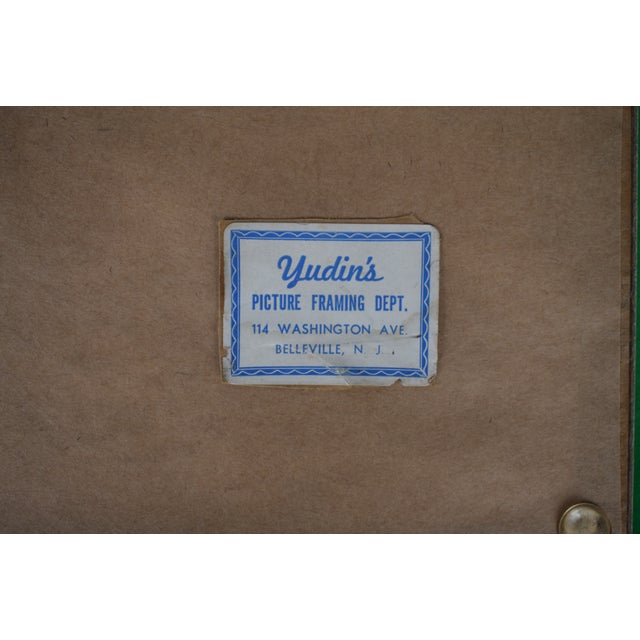 Yudin's
PICTURE FRAMING DEPT.
114 WASHINGTON AVE.
BELLEVILLE, N. J.